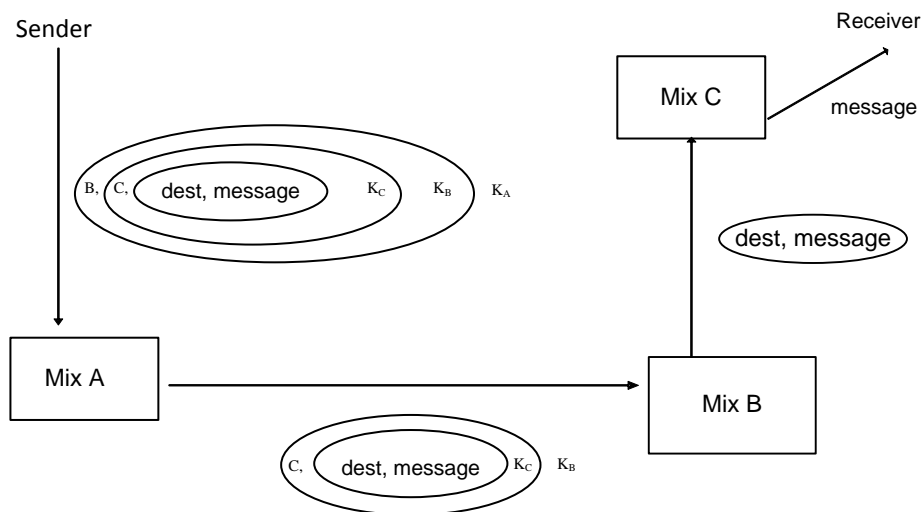 Sender
Receiver
Mix C
message
B, C, dest, message K_C K_B K_A
dest, message
Mix A
Mix B
C, dest, message K_C K_B